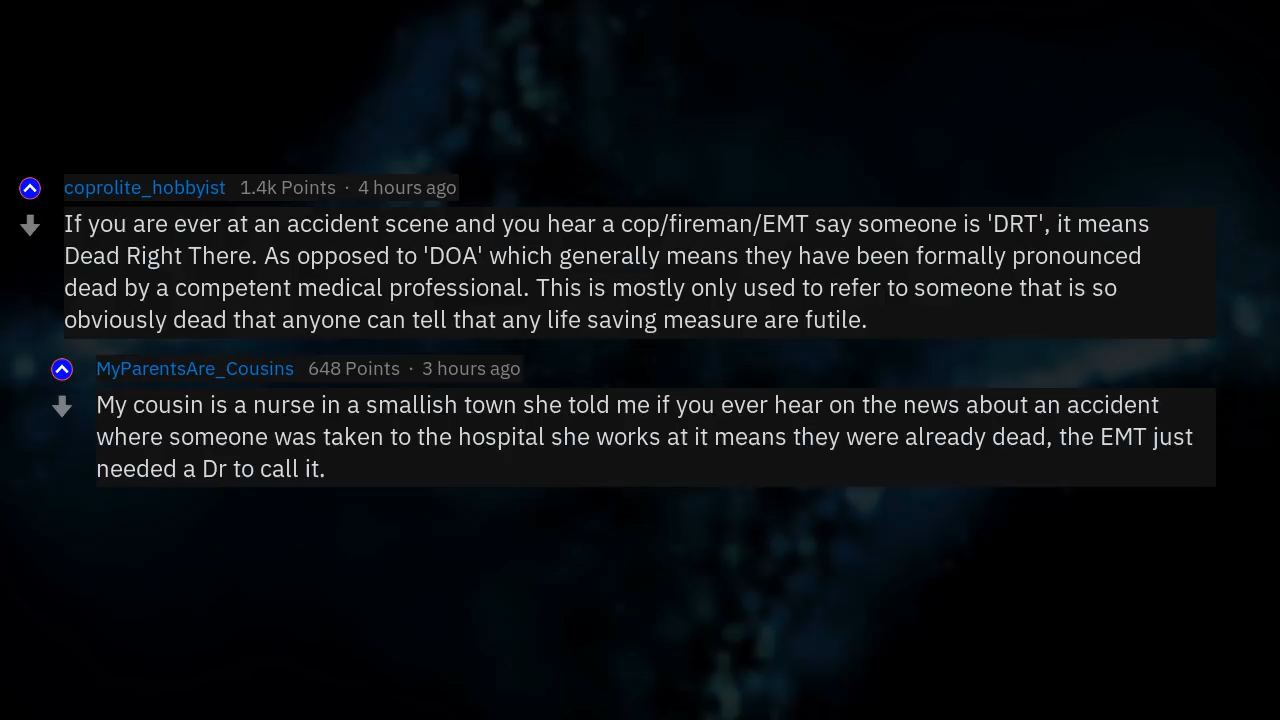 coprolite_hobbyist 1.4k Points · 4 hours ago
If you are ever at an accident scene and you hear a cop/fireman/EMT say someone is 'DRT', it means
Dead Right There. As opposed to 'DOA' which generally means they have been formally pronounced
dead by a competent medical professional. This is mostly only used to refer to someone that is so
obviously dead that anyone can tell that any life saving measure are futile.
MyParentsAre_Cousins 648 Points · 3 hours ago
My cousin is a nurse in a smallish town she told me if you ever hear on the news about an accident
where someone was taken to the hospital she works at it means they were already dead, the EMT just
needed a Dr to call it.